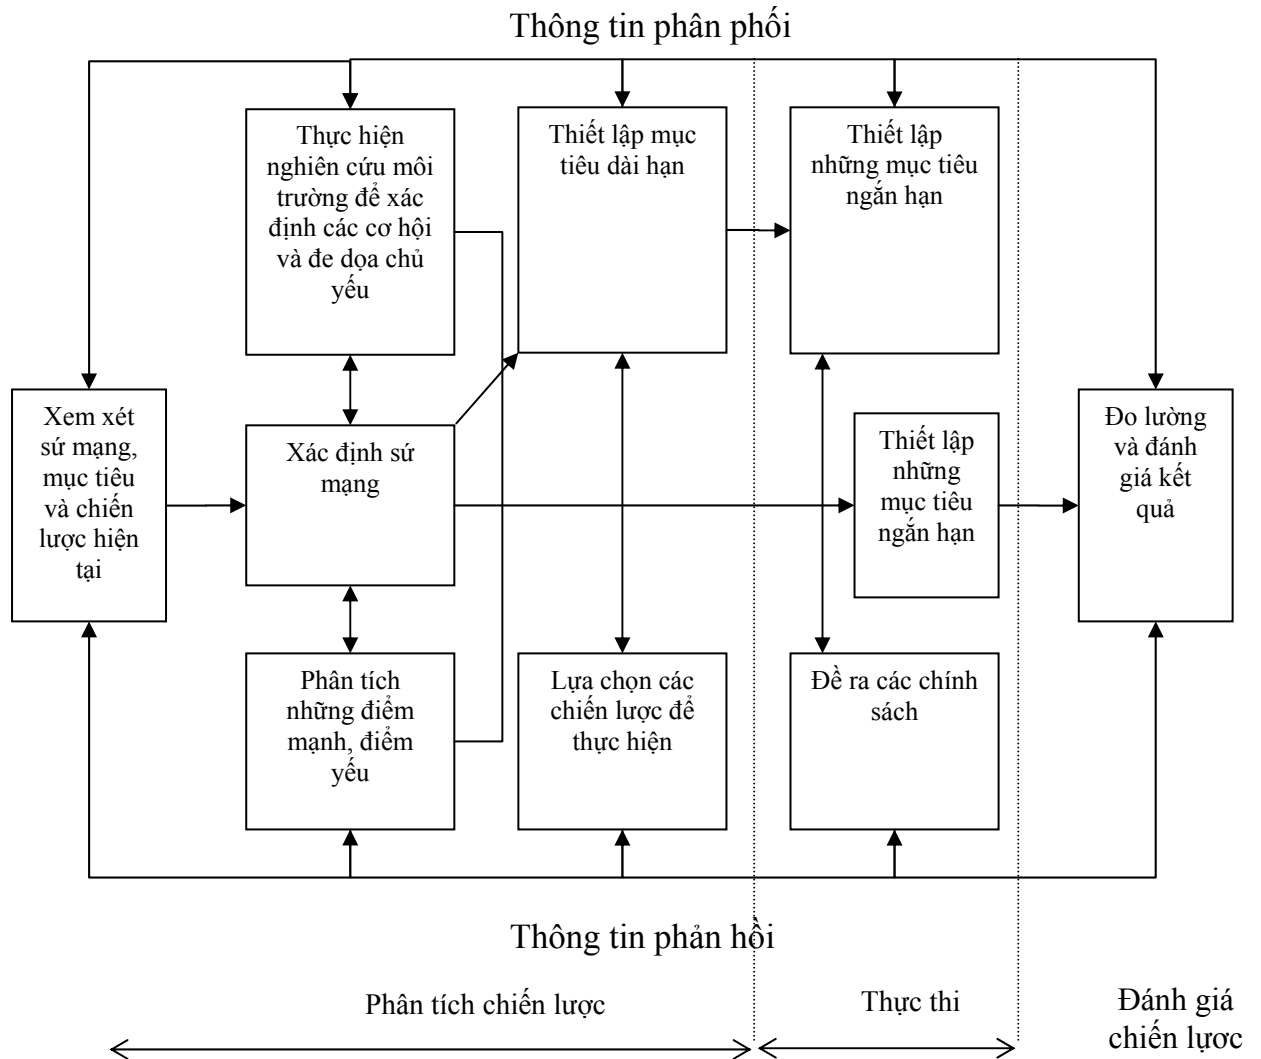 Thông tin phân phối
Thực hiện
nghiên cứu môi
trường để xác
định các cơ hội
và đe dọa chủ
yếu
Thiết lập mục
tiêu dài hạn
Thiết lập
những mục tiêu
ngắn hạn
Xem xét
sứ mạng,
mục tiêu
và chiến
lược hiện
tại
Xác định sứ
mạng
Thiết lập
những
mục tiêu
ngắn hạn
Đo lường
và đánh
giá kết
quả
Phân tích
những điểm
mạnh, điểm
yếu
Lựa chọn các
chiến lược để
thực hiện
Đề ra các chính
sách
Thông tin phản hồi
Phân tích chiến lược
Thực thi
Đánh giá
chiến lựơc